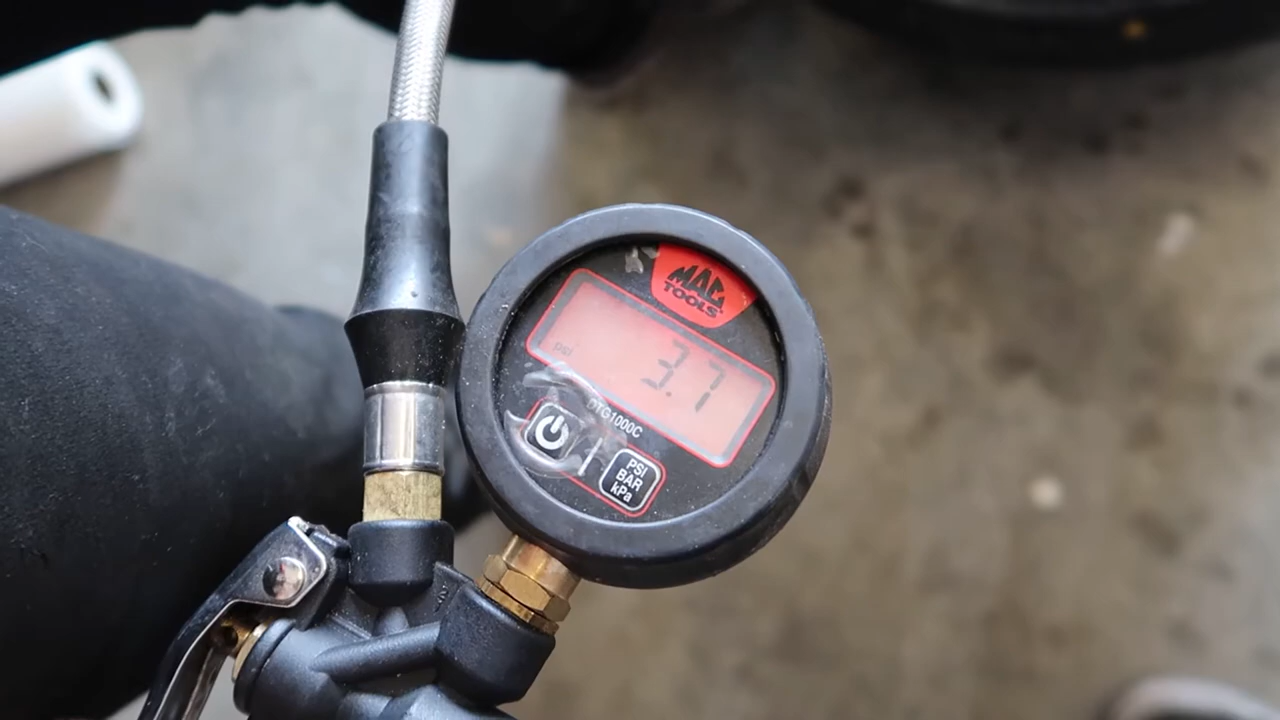 MAC
TOOLS
psi
3.7
DTG1000C
PSI
BAR
kPa